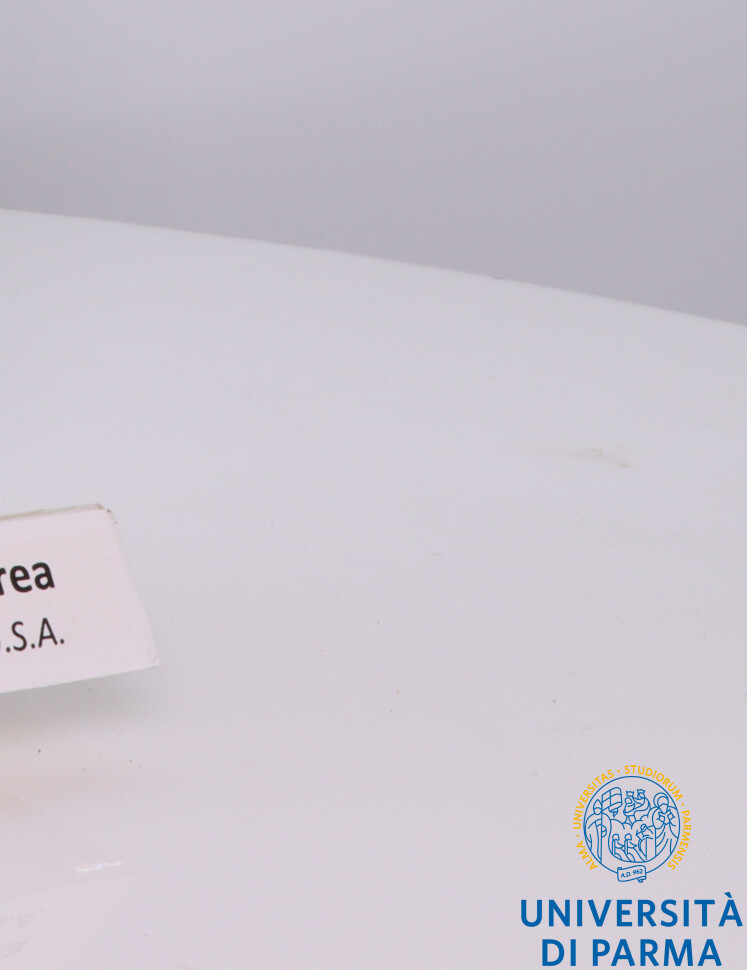 rea
.S.A.
ALMA · UNIVERSITAS · STUDIORUM · PARMENSIS
A.D. 962
UNIVERSITÀ
DI PARMA